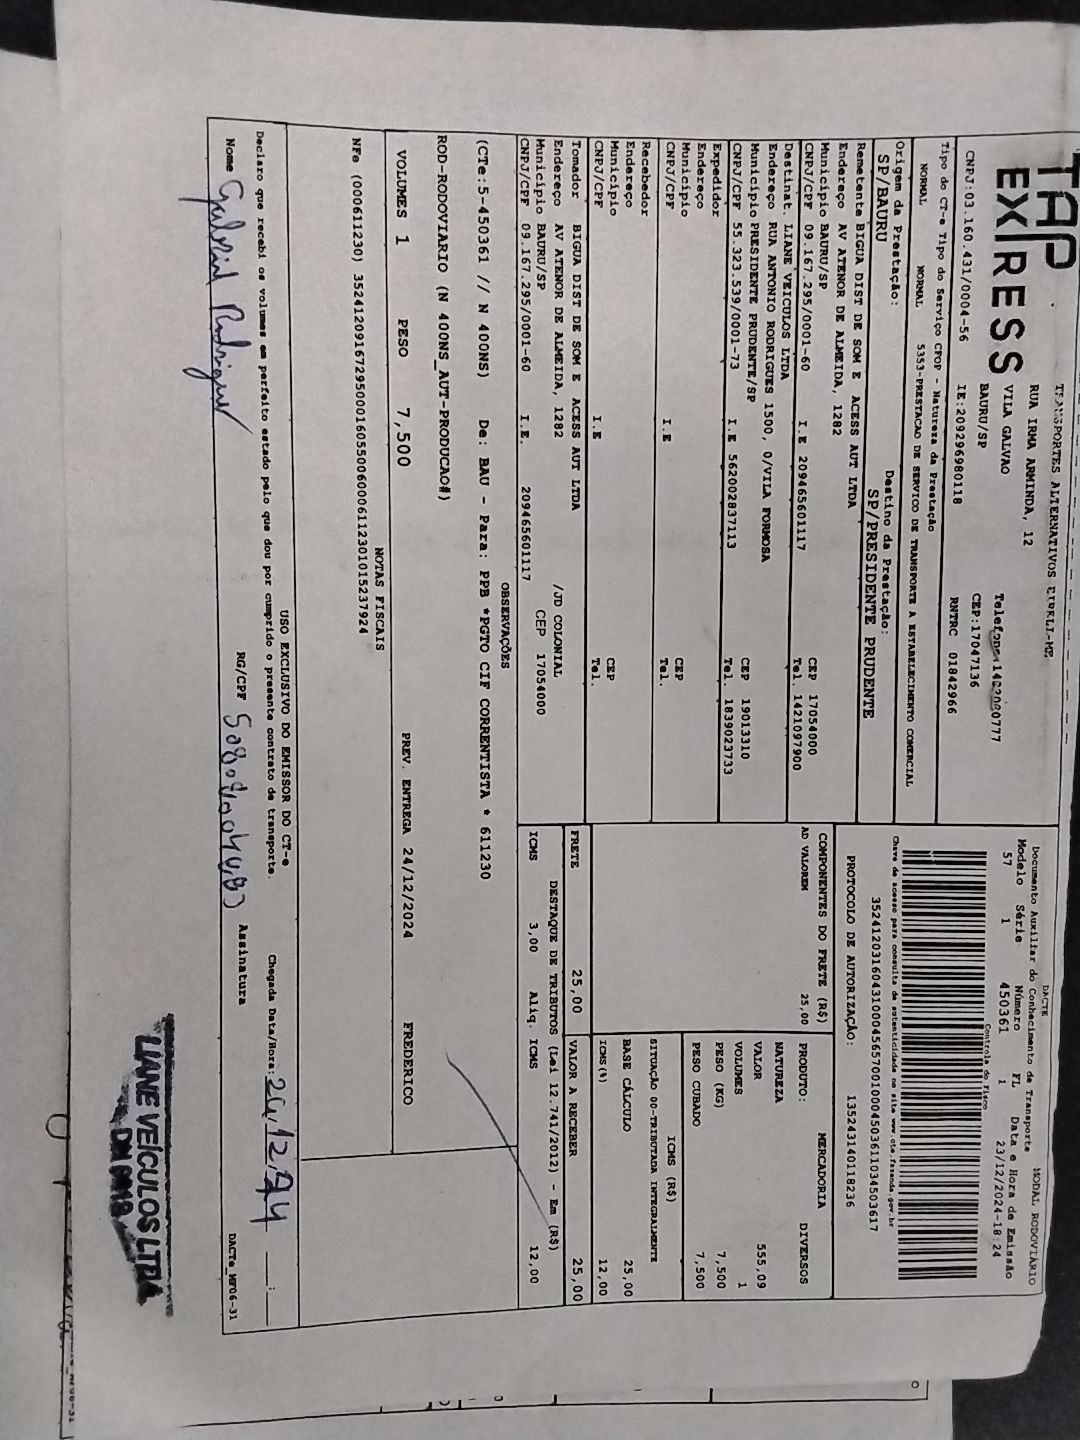 TAP
EXPRESS
TRANSPORTES ALTERNATIVOS EIRELI-ME
RUA IRMA ARMINDA, 12
VILA GALVAO
BAURU/SP
CEP:17047136
CNPJ:03.160.431/0004-56 IE:209296980118 RNTRC 01842966
DACTE MODAL RODOVIÁRIO
Documento Auxiliar do Conhecimento de Transporte
Modelo Série Número FL Data e Hora de Emissão
57 1 450361 1 23/12/2024-18:24
Controle do Fisco
Chave de acesso para consulta de autenticidade no site www.cte.fazenda.gov.br
PROTOCOLO DE AUTORIZAÇÃO: 135243140118236
Tipo do CT-e Tipo do Serviço CFOP - Natureza da Prestação
NORMAL NORMAL 5353-PRESTACAO DE SERVICO DE TRANSPORTE A ESTABELECIMENTO COMERCIAL
Origem da Prestação: Destino da Prestação:
SP/BAURU SP/PRESIDENTE PRUDENTE
Remetente BIGUA DIST DE SOM E ACESS AUT LTDA
Endereço AV ATENOR DE ALMEIDA, 1282
Município BAURU/SP CEP 17054000
CNPJ/CPF 09.167.295/0001-60 I.E 209465601117 Tel. 1421097900
Destinat. LIANE VEICULOS LTDA
Endereço RUA ANTONIO RODRIGUES 1500, 0/VILA FORMOSA
Município PRESIDENTE PRUDENTE/SP CEP 19013310
CNPJ/CPF 55.323.539/0001-73 I.E 562002837113 Tel. 1839023733
Expedidor
Endereço
Município CEP
CNPJ/CPF I.E Tel.
Recebedor
Endereço
Município CEP
CNPJ/CPF I.E Tel.
Tomador BIGUA DIST DE SOM E ACESS AUT LTDA
Endereço AV ATENOR DE ALMEIDA, 1282 /JD COLONIAL
Município BAURU/SP CEP 17054000
CNPJ/CPF 09.167.295/0001-60 I.E. 209465601117
COMPONENTES DO FRETE (R$)
AD VALOREM 25,00
FRETE 25,00
PRODUTO: MERCADORIA DIVERSOS
NATUREZA
VALOR 555,09
VOLUMES 1
PESO (KG) 7,500
PESO CUBADO 7,500
ICMS (R$)
SITUAÇÃO 00-TRIBUTADA INTEGRALMENTE
BASE CÁLCULO 25,00
ICMS(%) 12,00
VALOR A RECEBER 25,00
DESTAQUE DE TRIBUTOS (Lei 12.741/2012) - Em (R$)
ICMS 3,00 Aliq. ICMS 12,00
OBSERVAÇÕES
(CTe:5-450361 // N 400NS) De: BAU - Para: PPB *PGTO CIF CORRENTISTA * 611230
ROD-RODOVIARIO (N 400NS_AUT-PRODUCAO#)
VOLUMES 1 PESO 7,500 PREV. ENTREGA 24/12/2024 FREDERICO
NOTAS FISCAIS
NFe (000611230) 35241209167295000160550060006112301015237924
USO EXCLUSIVO DO EMISSOR DO CT-e
Declaro que recebi os volumes em perfeito estado pelo que dou por cumprido o presente contrato de transporte. Chegada Data/Hora:
Nome Gabriel Rodrigues RG/CPF Assinatura
DACTe_MP06-31
LIANE VEÍCULOS LTDA